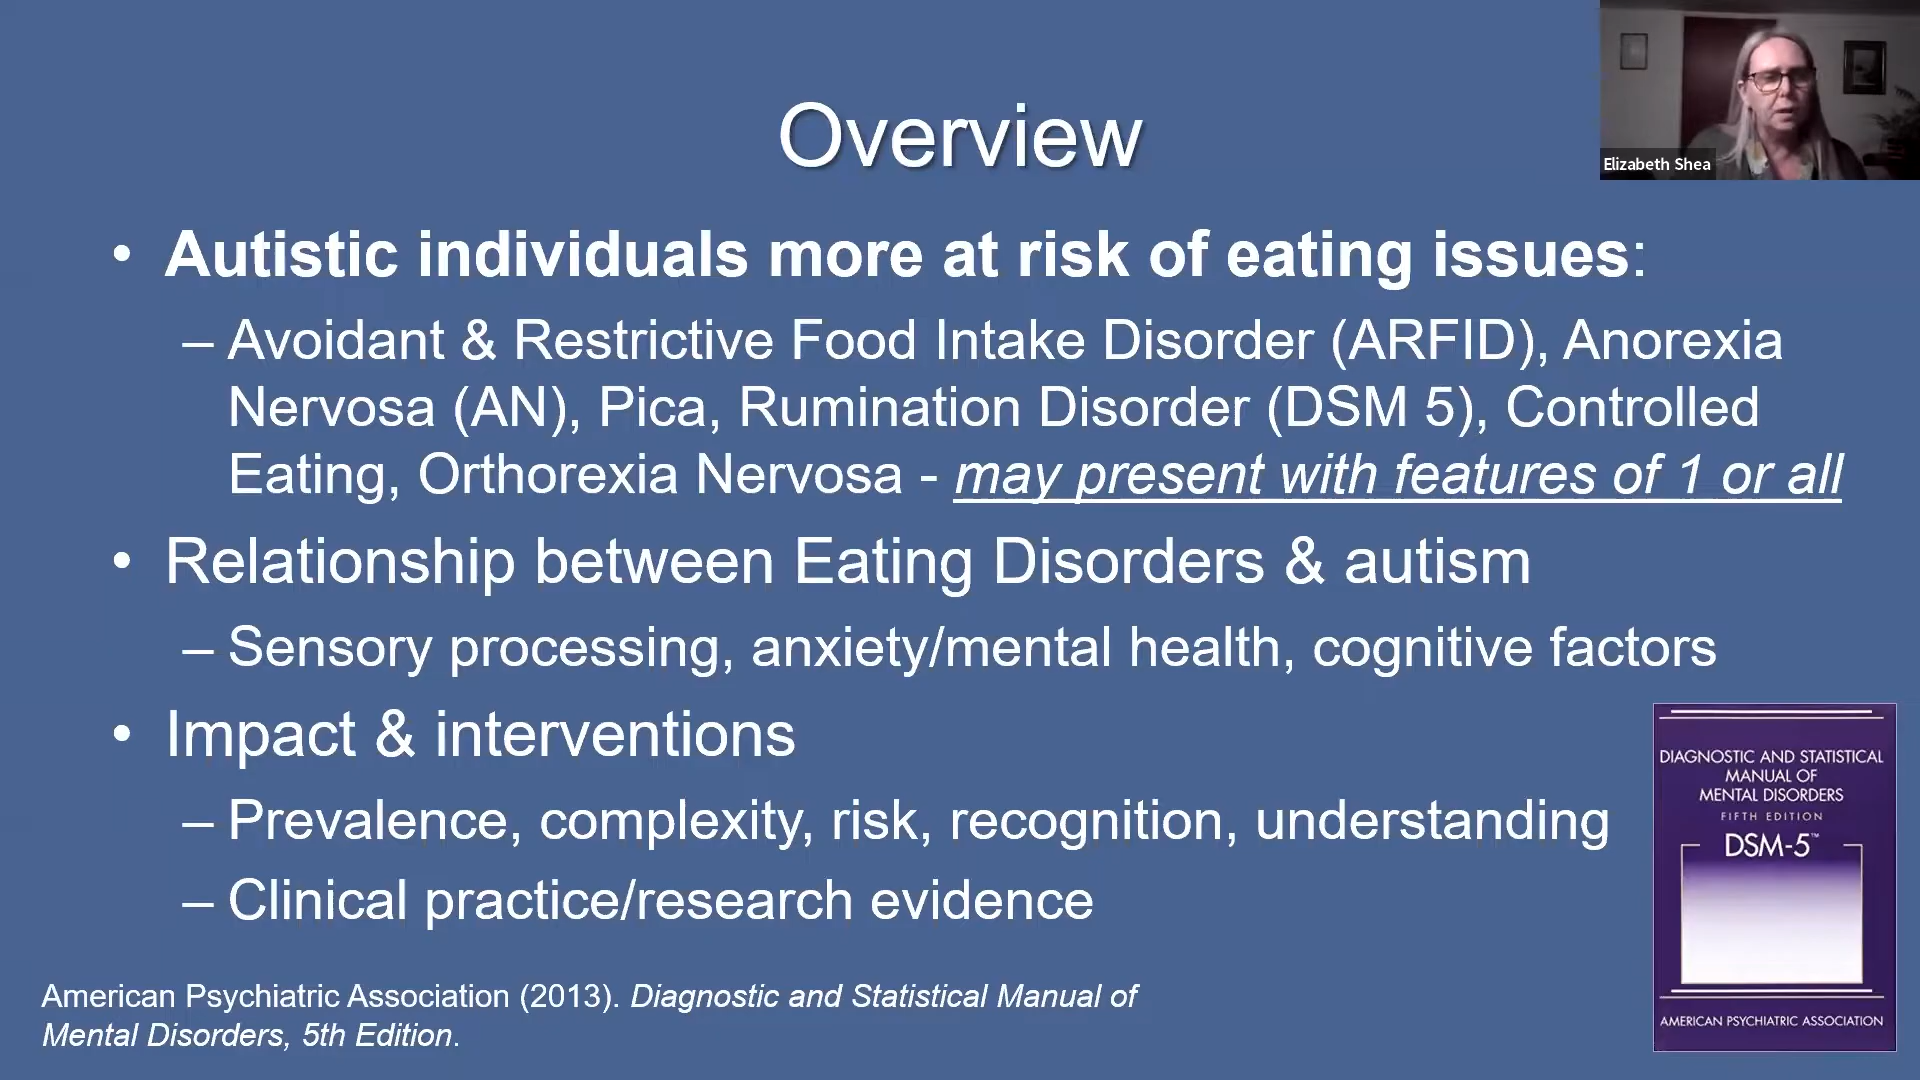 Overview
Elizabeth Shea
• Autistic individuals more at risk of eating issues:
– Avoidant & Restrictive Food Intake Disorder (ARFID), Anorexia
Nervosa (AN), Pica, Rumination Disorder (DSM 5), Controlled
Eating, Orthorexia Nervosa - may present with features of 1 or all
• Relationship between Eating Disorders & autism
– Sensory processing, anxiety/mental health, cognitive factors
• Impact & interventions
– Prevalence, complexity, risk, recognition, understanding
– Clinical practice/research evidence
DIAGNOSTIC AND STATISTICAL
MANUAL OF
MENTAL DISORDERS
FIFTH EDITION
DSM-5™
AMERICAN PSYCHIATRIC ASSOCIATION
American Psychiatric Association (2013). Diagnostic and Statistical Manual of
Mental Disorders, 5th Edition.